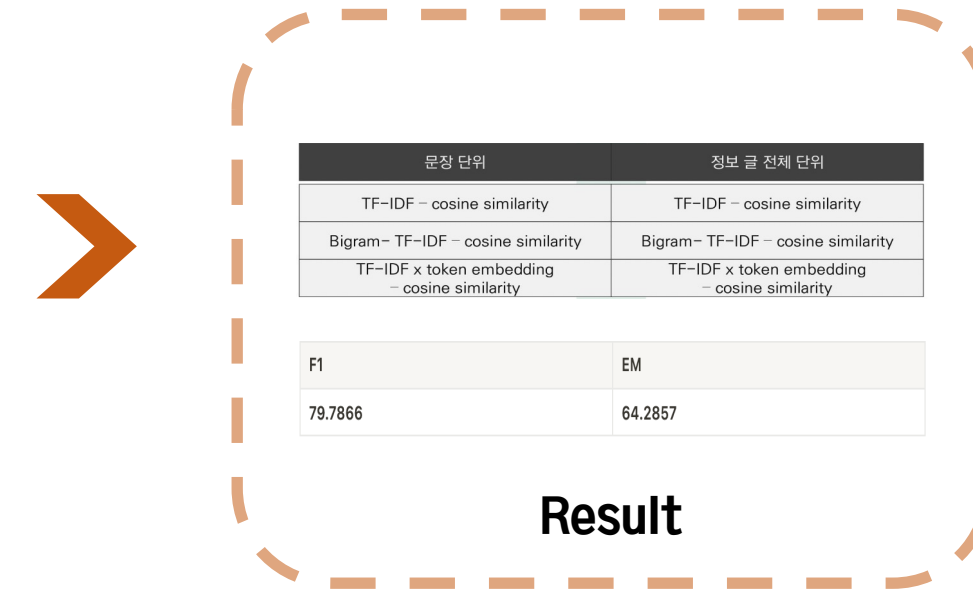 문장 단위 정보 글 전체 단위
TF-IDF - cosine similarity TF-IDF - cosine similarity
Bigram- TF-IDF - cosine similarity Bigram- TF-IDF - cosine similarity
TF-IDF x token embedding
- cosine similarity
TF-IDF x token embedding
- cosine similarity
F1 EM
79.7866 64.2857
Result